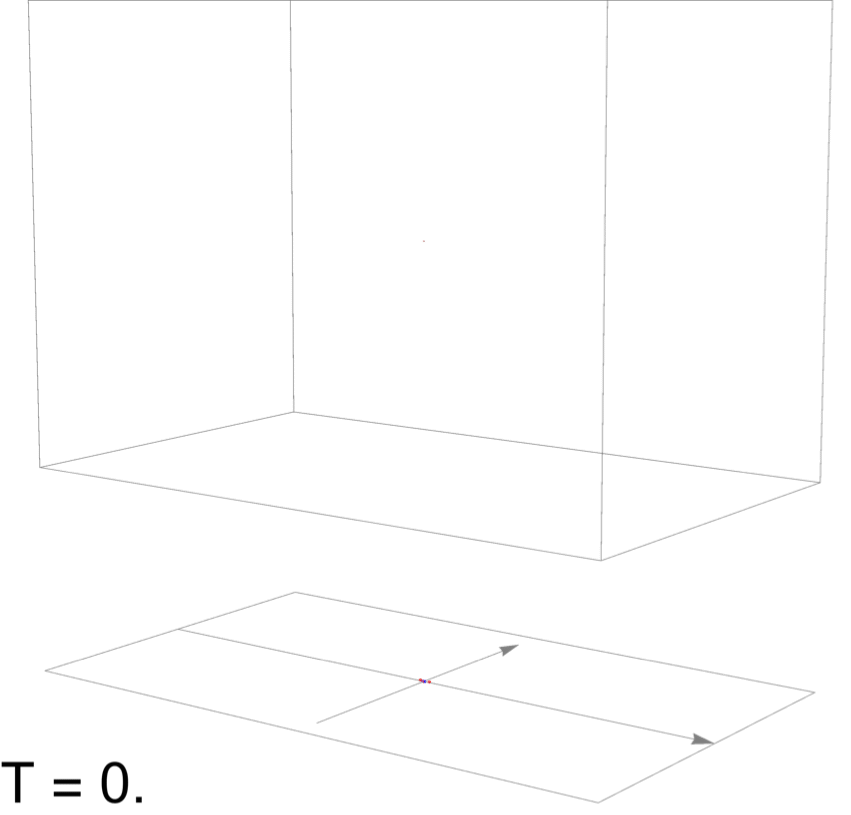 T = 0.